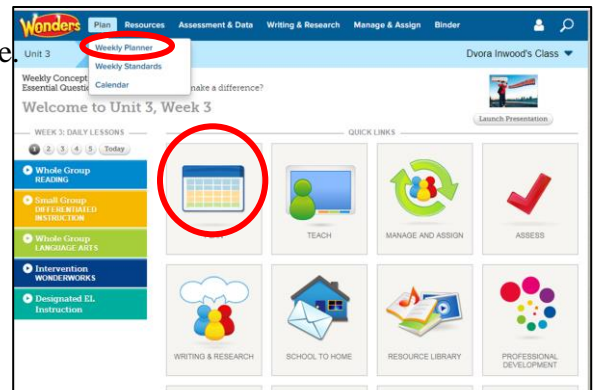 Wonders Plan Resources Assessment & Data Writing & Research Manage & Assign Binder
e.
Unit 3 Weekly Planner Dvora Inwood's Class
Weekly Standards
Calendar
Weekly Concept
Essential Questi make a difference?
Welcome to Unit 3, Week 3
Launch Presentation
WEEK 3: DAILY LESSONS
QUICK LINKS
1 2 3 4 5 Today
Whole Group
READING
Small Group
DIFFERENTIATED
INSTRUCTION
Whole Group
LANGUAGE ARTS
Intervention
WONDERWORKS
Designated EL
Instruction
TEACH
MANAGE AND ASSIGN
ASSESS
WRITING & RESEARCH
SCHOOL TO HOME
RESOURCE LIBRARY
PROFESSIONAL
DEVELOPMENT